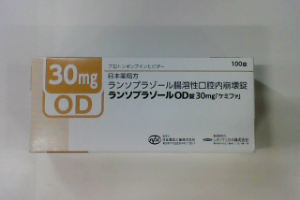 プロトンポンプインヒビター
100錠
30mg
OD
日本薬局方
ランソプラゾール腸溶性口腔内崩壊錠
ランソプラゾールOD錠30mg「ケミファ」